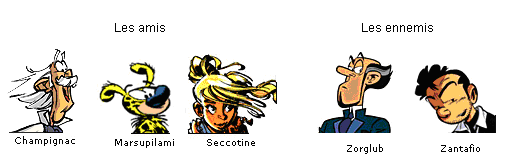 Les amis
Les ennemis
Champignac
Marsupilami
Seccotine
Zorglub
Zantafio